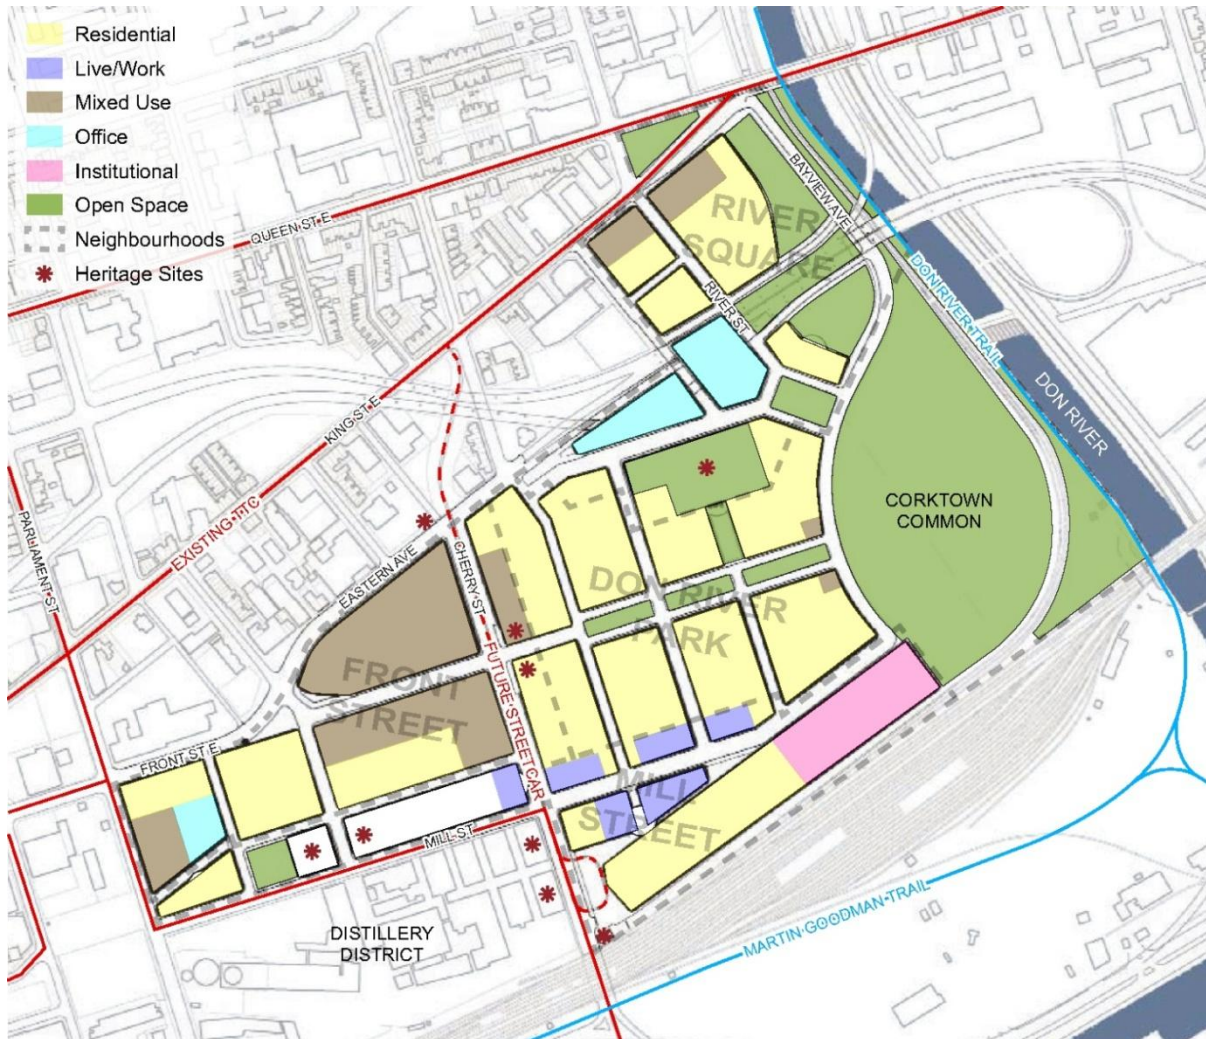 Residential
Live/Work
Mixed Use
Office
Institutional
Open Space
Neighbourhoods
Heritage Sites
QUEEN ST E
BAYVIEW AVE
RIVER
SQUARE
RIVER ST
DON RIVER TRAIL
DON RIVER
KING ST E
EXISTING TTC
PARLIAMENT ST
EASTERN AVE
CHERRY ST
CORKTOWN
COMMON
DON RIVER
PARK
FRONT
STREET
FUTURE STREETCAR
FRONT ST E
MILL
STREET
MILL ST
DISTILLERY
DISTRICT
MARTIN GOODMAN TRAIL